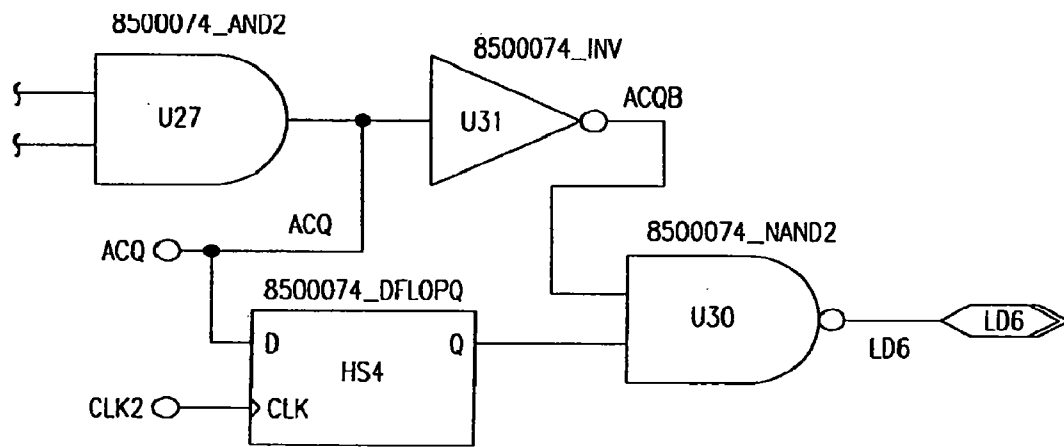 8500074_AND2
8500074_INV
U27
U31
ACQB
ACQ
ACQ
8500074_NAND2
8500074_DFLOPQ
U30
LD6
LD6
D
Q
HS4
CLK2
CLK